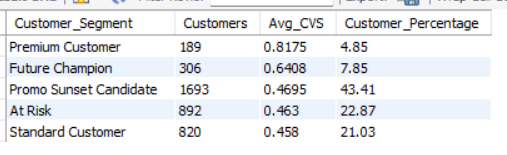 Customer_Segment Customers Avg_CVS Customer_Percentage
Premium Customer 189 0.8175 4.85
Future Champion 306 0.6408 7.85
Promo Sunset Candidate 1693 0.4695 43.41
At Risk 892 0.463 22.87
Standard Customer 820 0.458 21.03